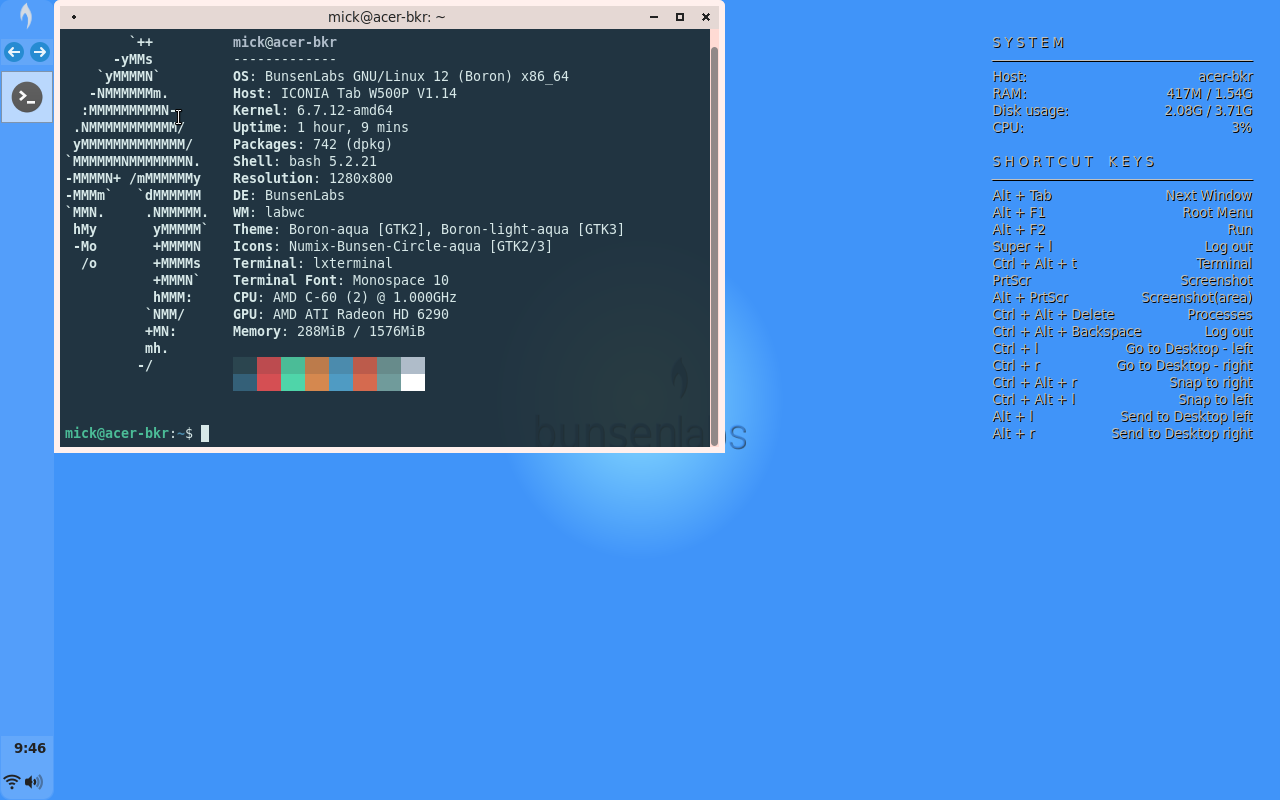 mick@acer-bkr: ~
`++ mick@acer-bkr
-yMMs -------------
`yMMMMN` OS: BunsenLabs GNU/Linux 12 (Boron) x86_64
-NMMMMMMm. Host: ICONIA Tab W500P V1.14
:MMMMMMMMMN- Kernel: 6.7.12-amd64
.NMMMMMMMMMMM/ Uptime: 1 hour, 9 mins
yMMMMMMMMMMMMM/ Packages: 742 (dpkg)
`MMMMMMNMMMMMMMN. Shell: bash 5.2.21
-MMMMN+ /mMMMMMMy Resolution: 1280x800
-MMMm` `dMMMMMM DE: BunsenLabs
`MMN. .NMMMMM. WM: labwc
hMy yMMMMM` Theme: Boron-aqua [GTK2], Boron-light-aqua [GTK3]
-Mo +MMMMN Icons: Numix-Bunsen-Circle-aqua [GTK2/3]
/o +MMMMs Terminal: lxterminal
+MMMN` Terminal Font: Monospace 10
hMMM: CPU: AMD C-60 (2) @ 1.000GHz
`NMM/ GPU: AMD ATI Radeon HD 6290
+MN: Memory: 288MiB / 1576MiB
mh.
-/
mick@acer-bkr:~$
bunsenlabs
SYSTEM
Host: acer-bkr
RAM: 417M / 1.54G
Disk usage: 2.08G / 3.71G
CPU: 3%
SHORTCUT KEYS
Alt + Tab Next Window
Alt + F1 Root Menu
Alt + F2 Run
Super + l Log out
Ctrl + Alt + t Terminal
PrtScr Screenshot
Alt + PrtScr Screenshot(area)
Ctrl + Alt + Delete Processes
Ctrl + Alt + Backspace Log out
Ctrl + l Go to Desktop - left
Ctrl + r Go to Desktop - right
Ctrl + Alt + r Snap to right
Ctrl + Alt + l Snap to left
Alt + l Send to Desktop left
Alt + r Send to Desktop right
9:46